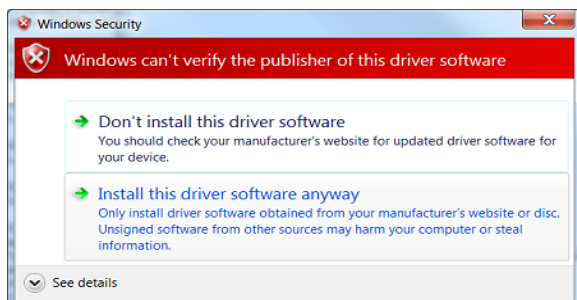 Windows Security
Windows can't verify the publisher of this driver software
Don't install this driver software
You should check your manufacturer's website for updated driver software for
your device.
Install this driver software anyway
Only install driver software obtained from your manufacturer's website or disc.
Unsigned software from other sources may harm your computer or steal
information.
See details